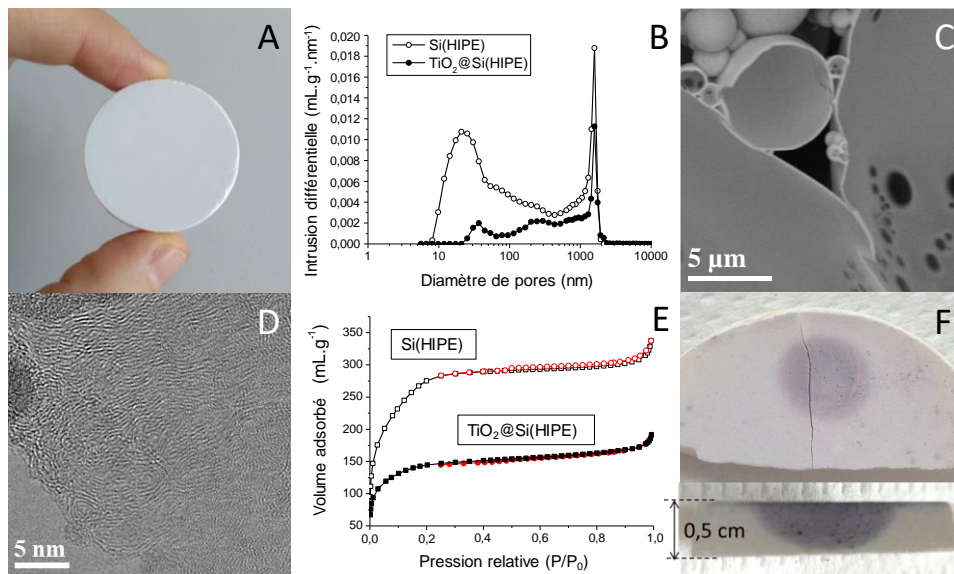 A
B
Si(HIPE)
TiO2@Si(HIPE)
Intrusion différentielle (mL.g-1.nm-1)
0,020
0,018
0,016
0,014
0,012
0,010
0,008
0,006
0,004
0,002
0,000
1 10 100 1000 10000
Diamètre de pores (nm)
C
5 µm
D
5 nm
E
Si(HIPE)
TiO2@Si(HIPE)
Volume adsorbé (mL.g-1)
350
300
250
200
150
100
50
0,0 0,2 0,4 0,6 0,8 1,0
Pression relative (P/P0)
F
0,5 cm